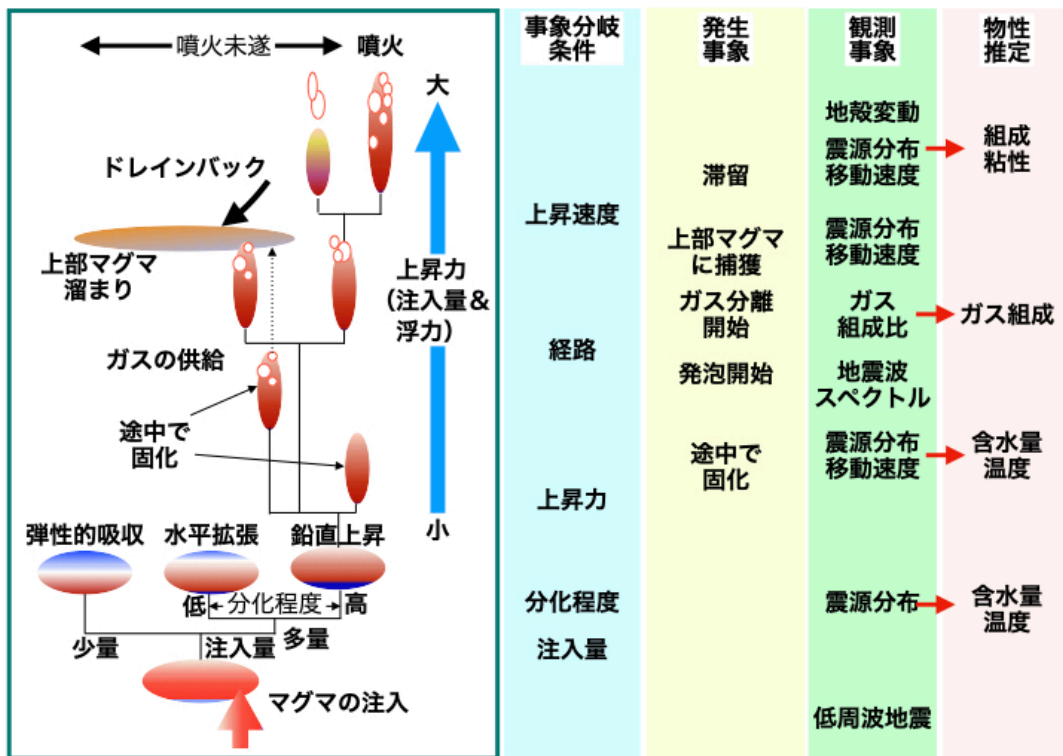 噴火未遂
噴火
大
ドレインバック
上部マグマ
溜まり
上昇力
（注入量＆
浮力）
ガスの供給
途中で
固化
小
弾性的吸収
水平拡張
鉛直上昇
低
分化程度
高
少量
注入量
多量
マグマの注入
事象分岐
条件
上昇速度
経路
上昇力
分化程度
注入量
発生
事象
滞留
上部マグマ
に捕獲
ガス分離
開始
発泡開始
途中で
固化
観測
事象
地殻変動
震源分布
移動速度
震源分布
移動速度
ガス
組成比
地震波
スペクトル
震源分布
移動速度
震源分布
低周波地震
物性
推定
組成
粘性
ガス組成
含水量
温度
含水量
温度